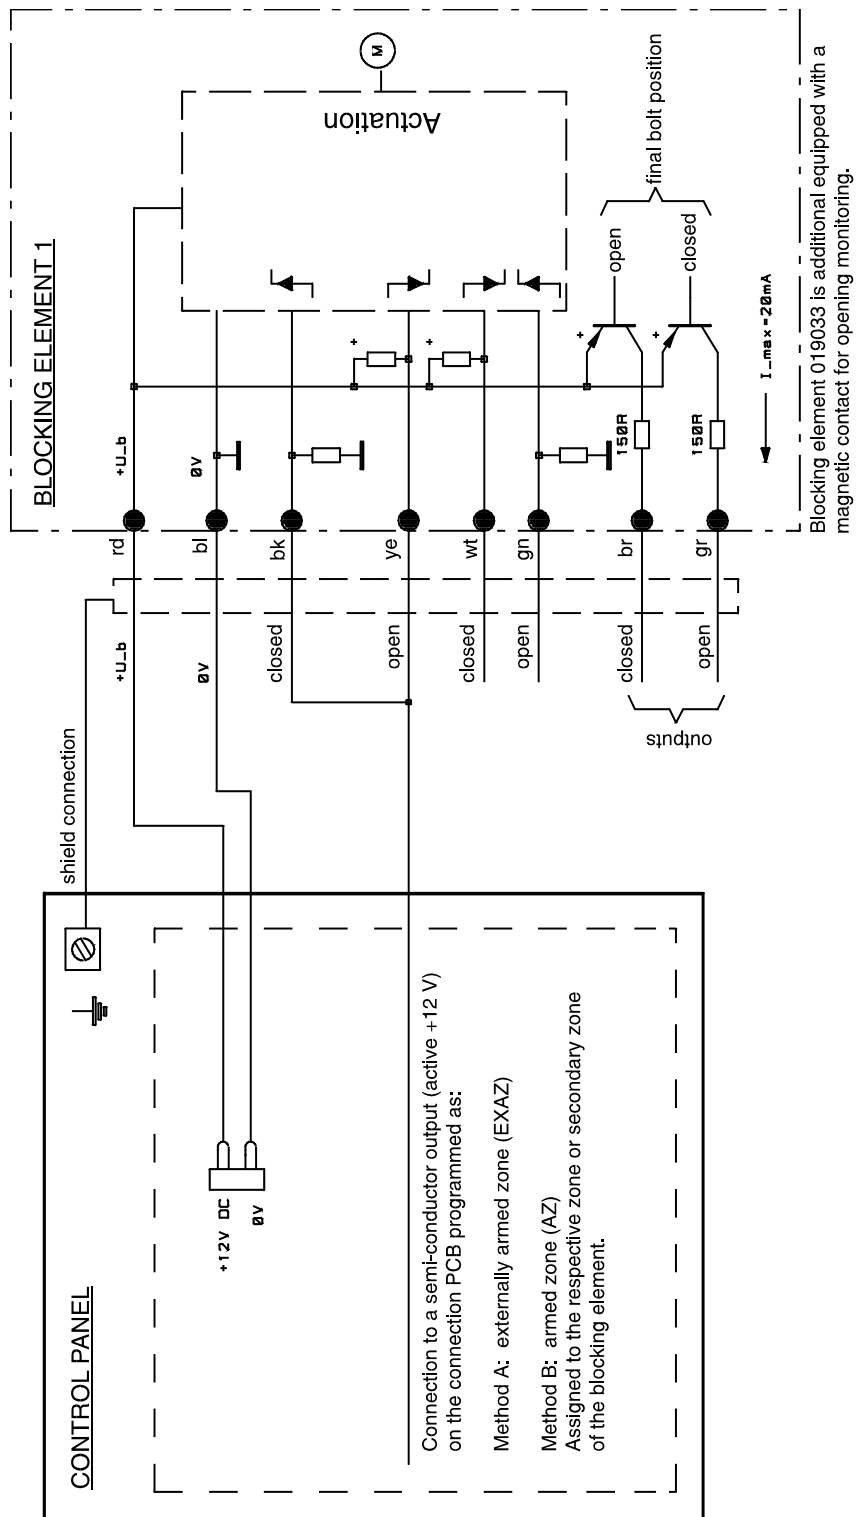 BLOCKING ELEMENT 1
M
Actuation
+U_b
0V
+
+
+
+
150R
150R
open
closed
final bolt position
I_max=20mA
Blocking element 019033 is additional equipped with a
magnetic contact for opening monitoring.
rd
bl
bk
ye
wt
gn
br
gr
+U_b
0V
closed
open
closed
open
closed
open
outputs
shield connection
CONTROL PANEL
+12V DC
0V
Connection to a semi-conductor output (active +12 V)
on the connection PCB programmed as:
Method A: externally armed zone (EXAZ)
Method B: armed zone (AZ)
Assigned to the respective zone or secondary zone
of the blocking element.